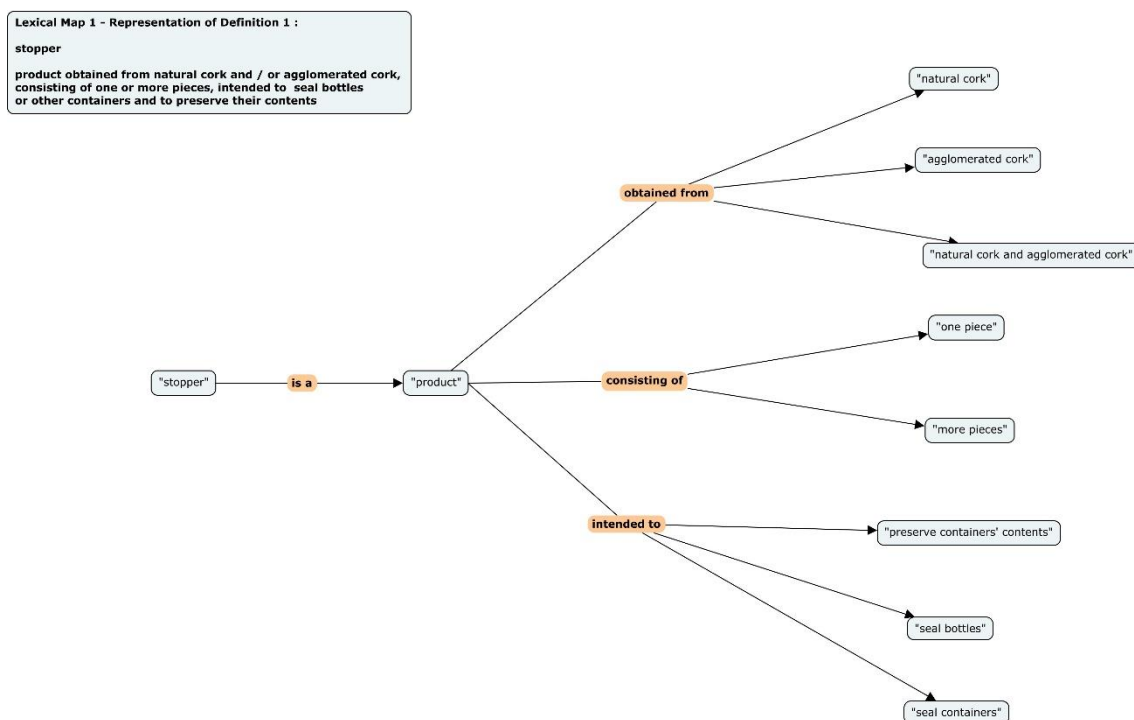 Lexical Map 1 - Representation of Definition 1 :
stopper
product obtained from natural cork and / or agglomerated cork,
consisting of one or more pieces, intended to seal bottles
or other containers and to preserve their contents
"natural cork"
"agglomerated cork"
obtained from
"natural cork and agglomerated cork"
"one piece"
"stopper"
is a
"product"
consisting of
"more pieces"
intended to
"preserve containers' contents"
"seal bottles"
"seal containers"